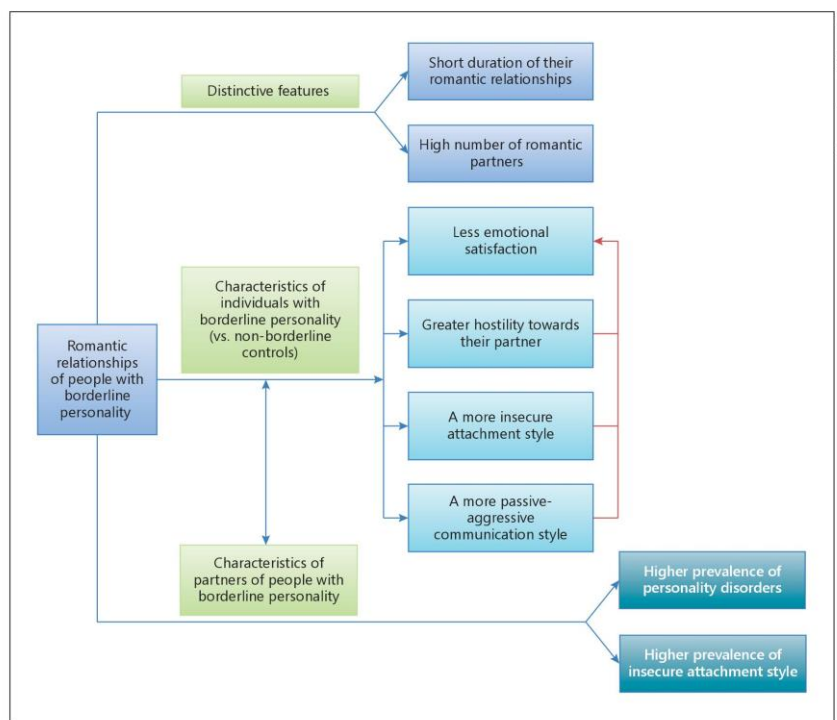 Distinctive features
Short duration of their
romantic relationships
High number of romantic
partners
Romantic
relationships
of people with
borderline
personality
Characteristics of
individuals with
borderline personality
(vs. non-borderline
controls)
Less emotional
satisfaction
Greater hostility towards
their partner
A more insecure
attachment style
A more passive-
aggressive
communication style
Characteristics of
partners of people with
borderline personality
Higher prevalence of
personality disorders
Higher prevalence of
insecure attachment style